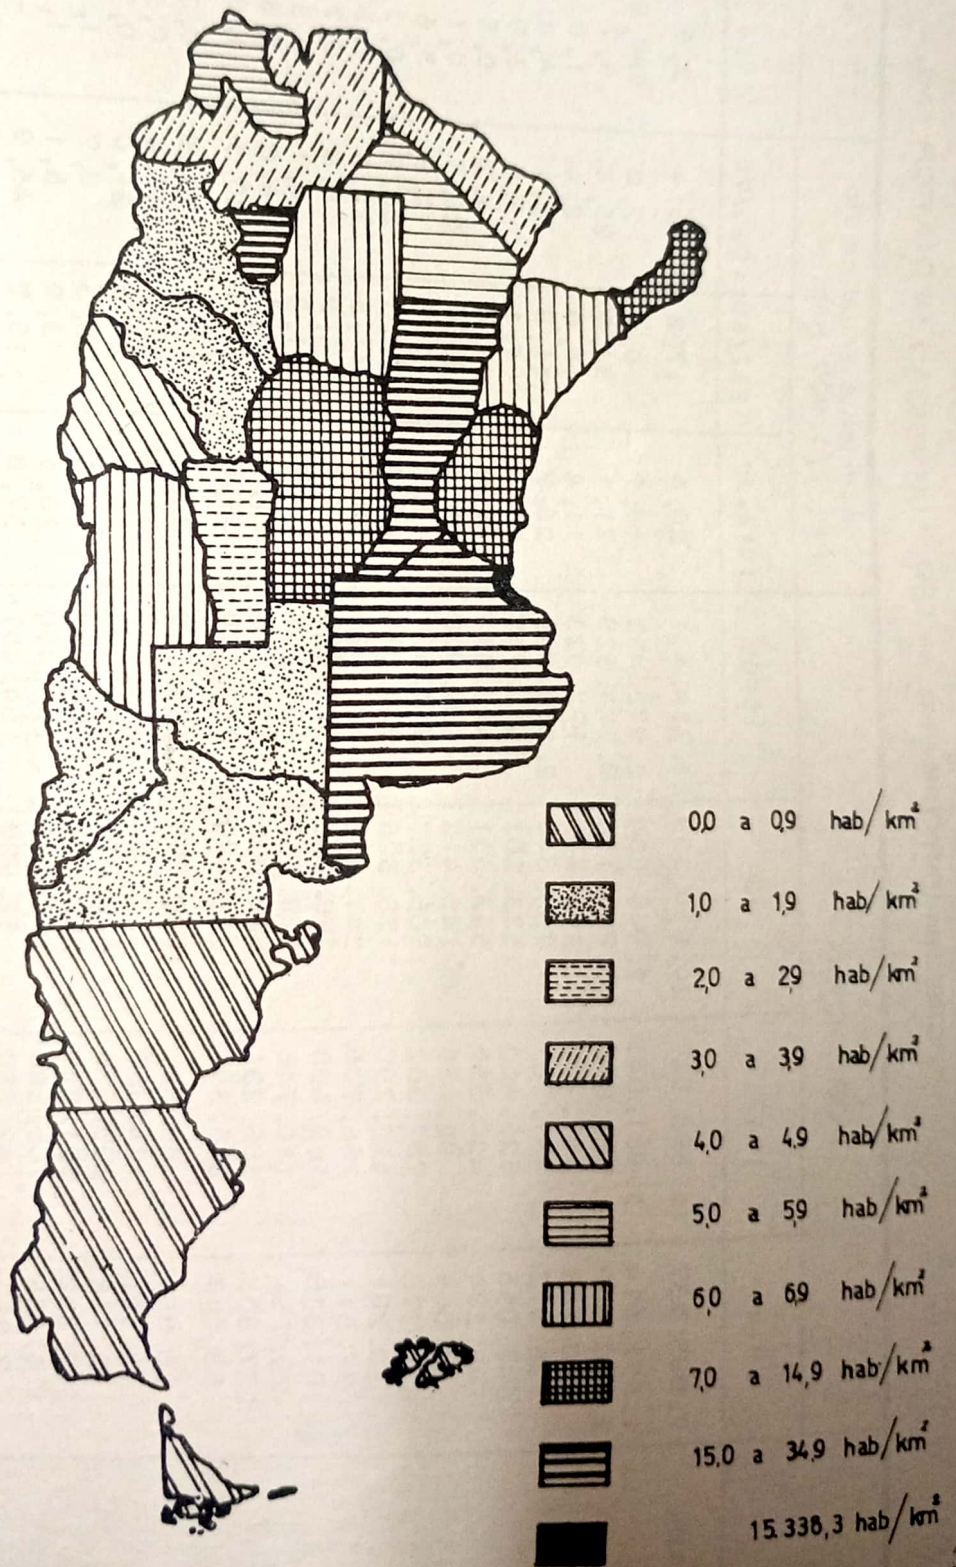 0,0 a 0,9 hab/km²
1,0 a 1,9 hab/km²
2,0 a 2,9 hab/km²
3,0 a 3,9 hab/km²
4,0 a 4,9 hab/km²
5,0 a 5,9 hab/km²
6,0 a 6,9 hab/km²
7,0 a 14,9 hab/km²
15,0 a 34,9 hab/km²
15.338,3 hab/km²